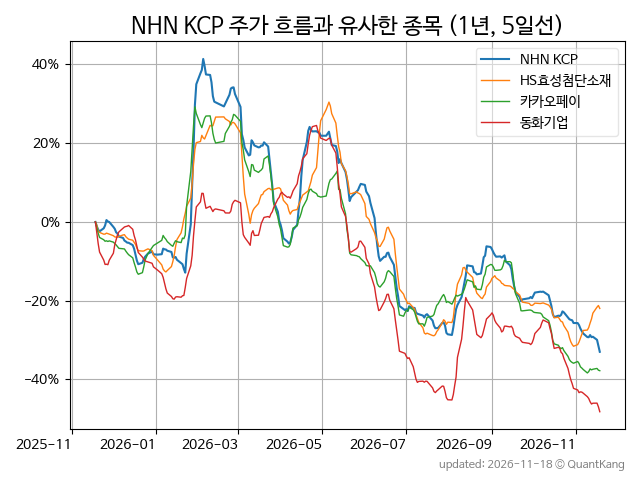 NHN KCP 주가 흐름과 유사한 종목 (1년, 5일선)
NHN KCP
HS효성첨단소재
카카오페이
동화기업
40%
20%
0%
−20%
−40%
2025-11
2026-01
2026-03
2026-05
2026-07
2026-09
2026-11
updated: 2026-11-18 © QuantKang